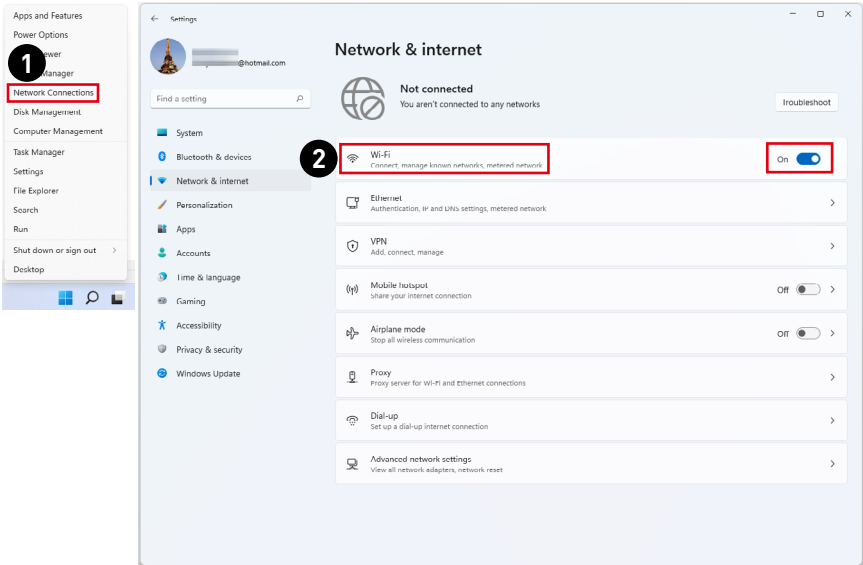 Apps and Features
Power Options
ewer
1
Manager
Network Connections
Disk Management
Computer Management
Task Manager
Settings
File Explorer
Search
Run
Shut down or sign out
Desktop
Settings
@hotmail.com
Find a setting
System
Bluetooth & devices
Network & internet
Personalization
Apps
Accounts
Time & language
Gaming
Accessibility
Privacy & security
Windows Update
Network & internet
Not connected
You aren't connected to any networks
Troubleshoot
2
Wi-Fi
Connect, manage known networks, metered network
On
Ethernet
Authentication, IP and DNS settings, metered network
VPN
Add, connect, manage
Mobile hotspot
Share your internet connection
Off
Airplane mode
Stop all wireless communication
Off
Proxy
Proxy server for Wi-Fi and Ethernet connections
Dial-up
Set up a dial-up internet connection
Advanced network settings
View all network adapters, network reset